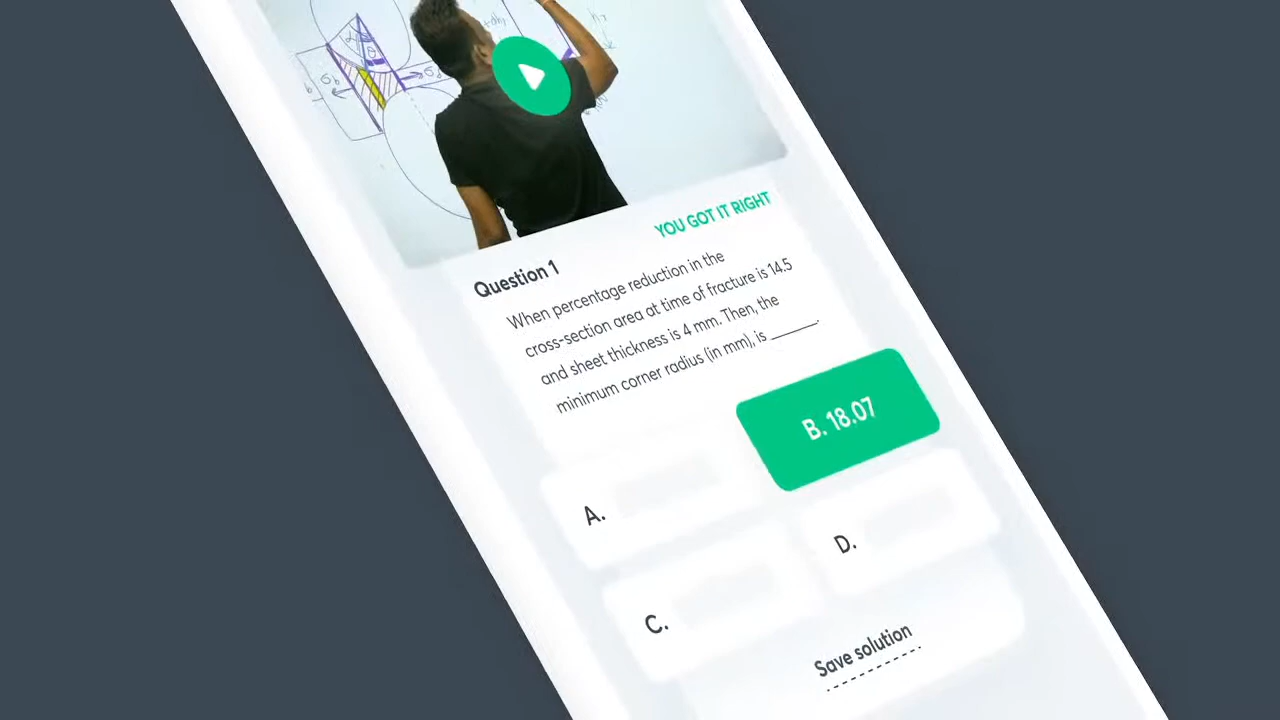 YOU GOT IT RIGHT
Question 1
When percentage reduction in the
cross-section area at time of fracture is 14.5
and sheet thickness is 4 mm. Then, the
minimum corner radius (in mm), is ______.
A.
B. 18.07
C.
D.
Save solution